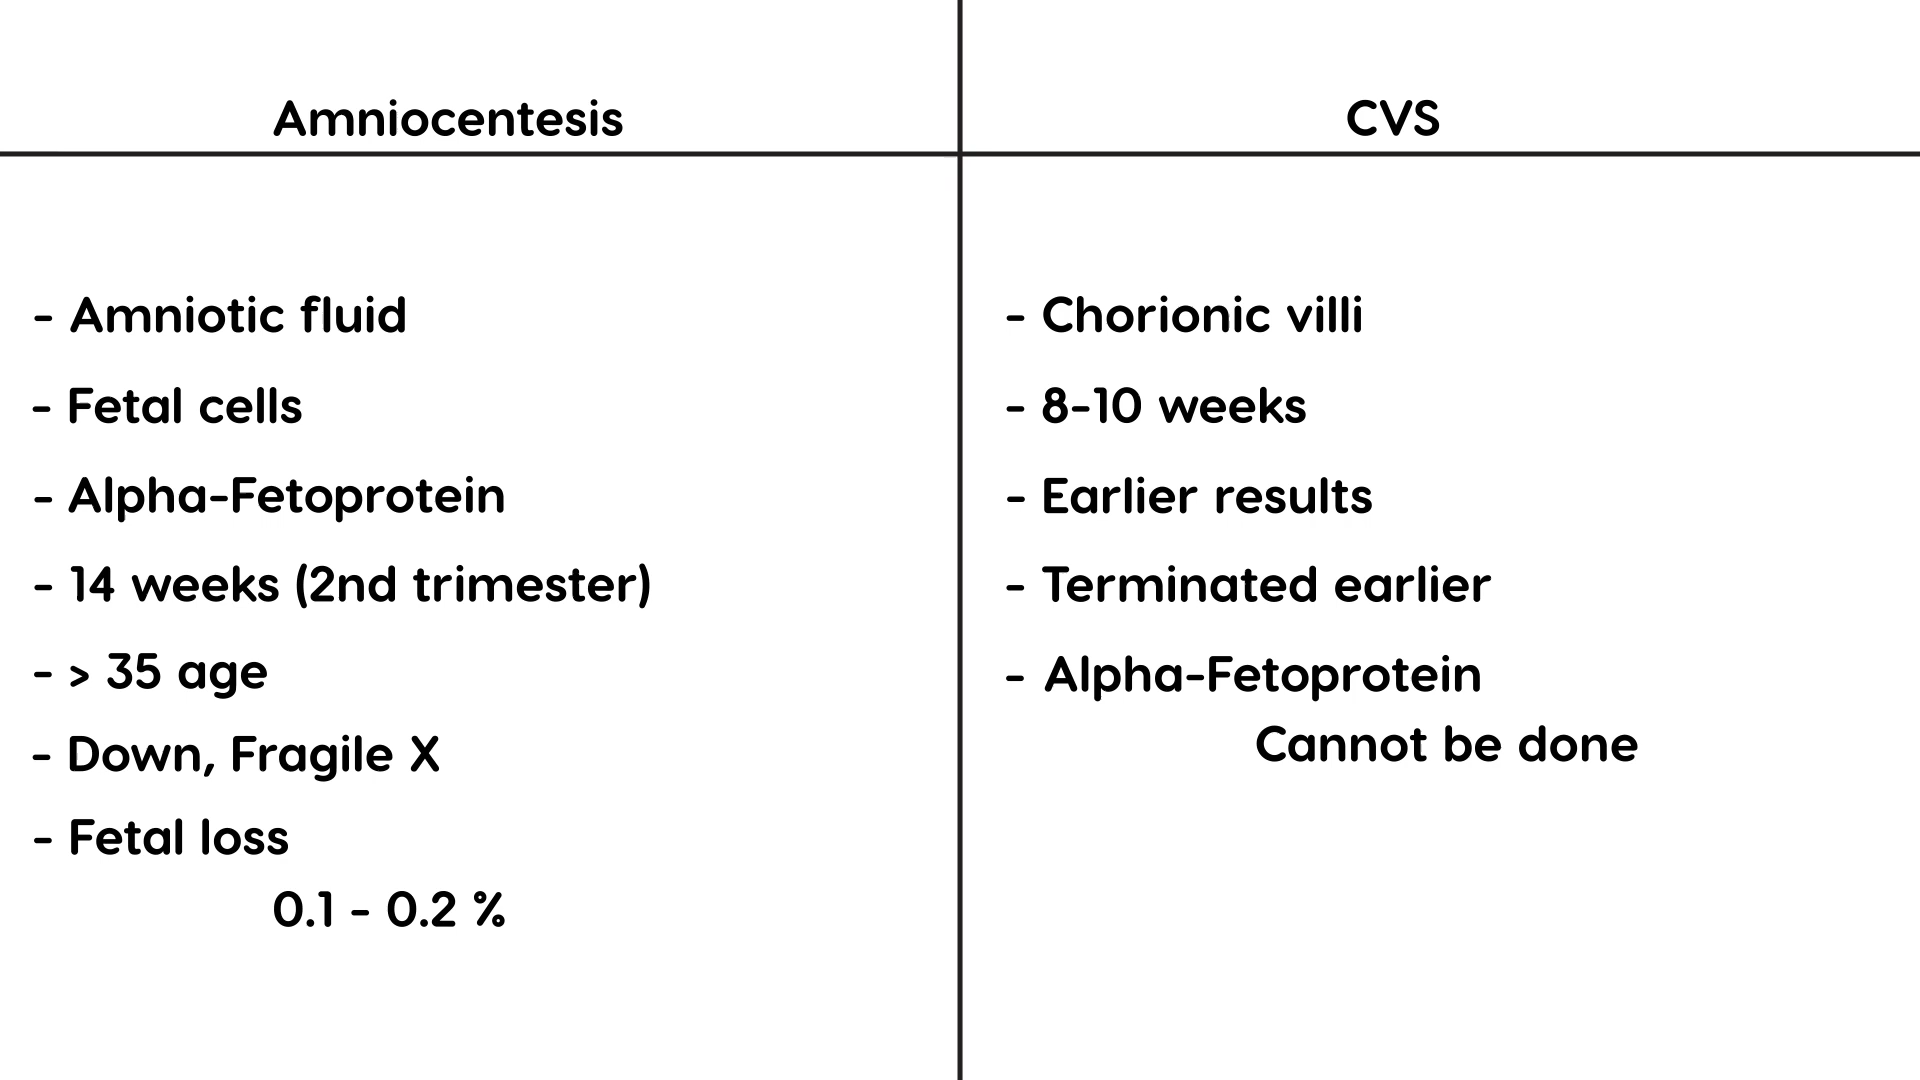 Amniocentesis
- Amniotic fluid
- Fetal cells
- Alpha-Fetoprotein
- 14 weeks (2nd trimester)
- > 35 age
- Down, Fragile X
- Fetal loss
0.1 - 0.2 %
CVS
- Chorionic villi
- 8-10 weeks
- Earlier results
- Terminated earlier
- Alpha-Fetoprotein
Cannot be done